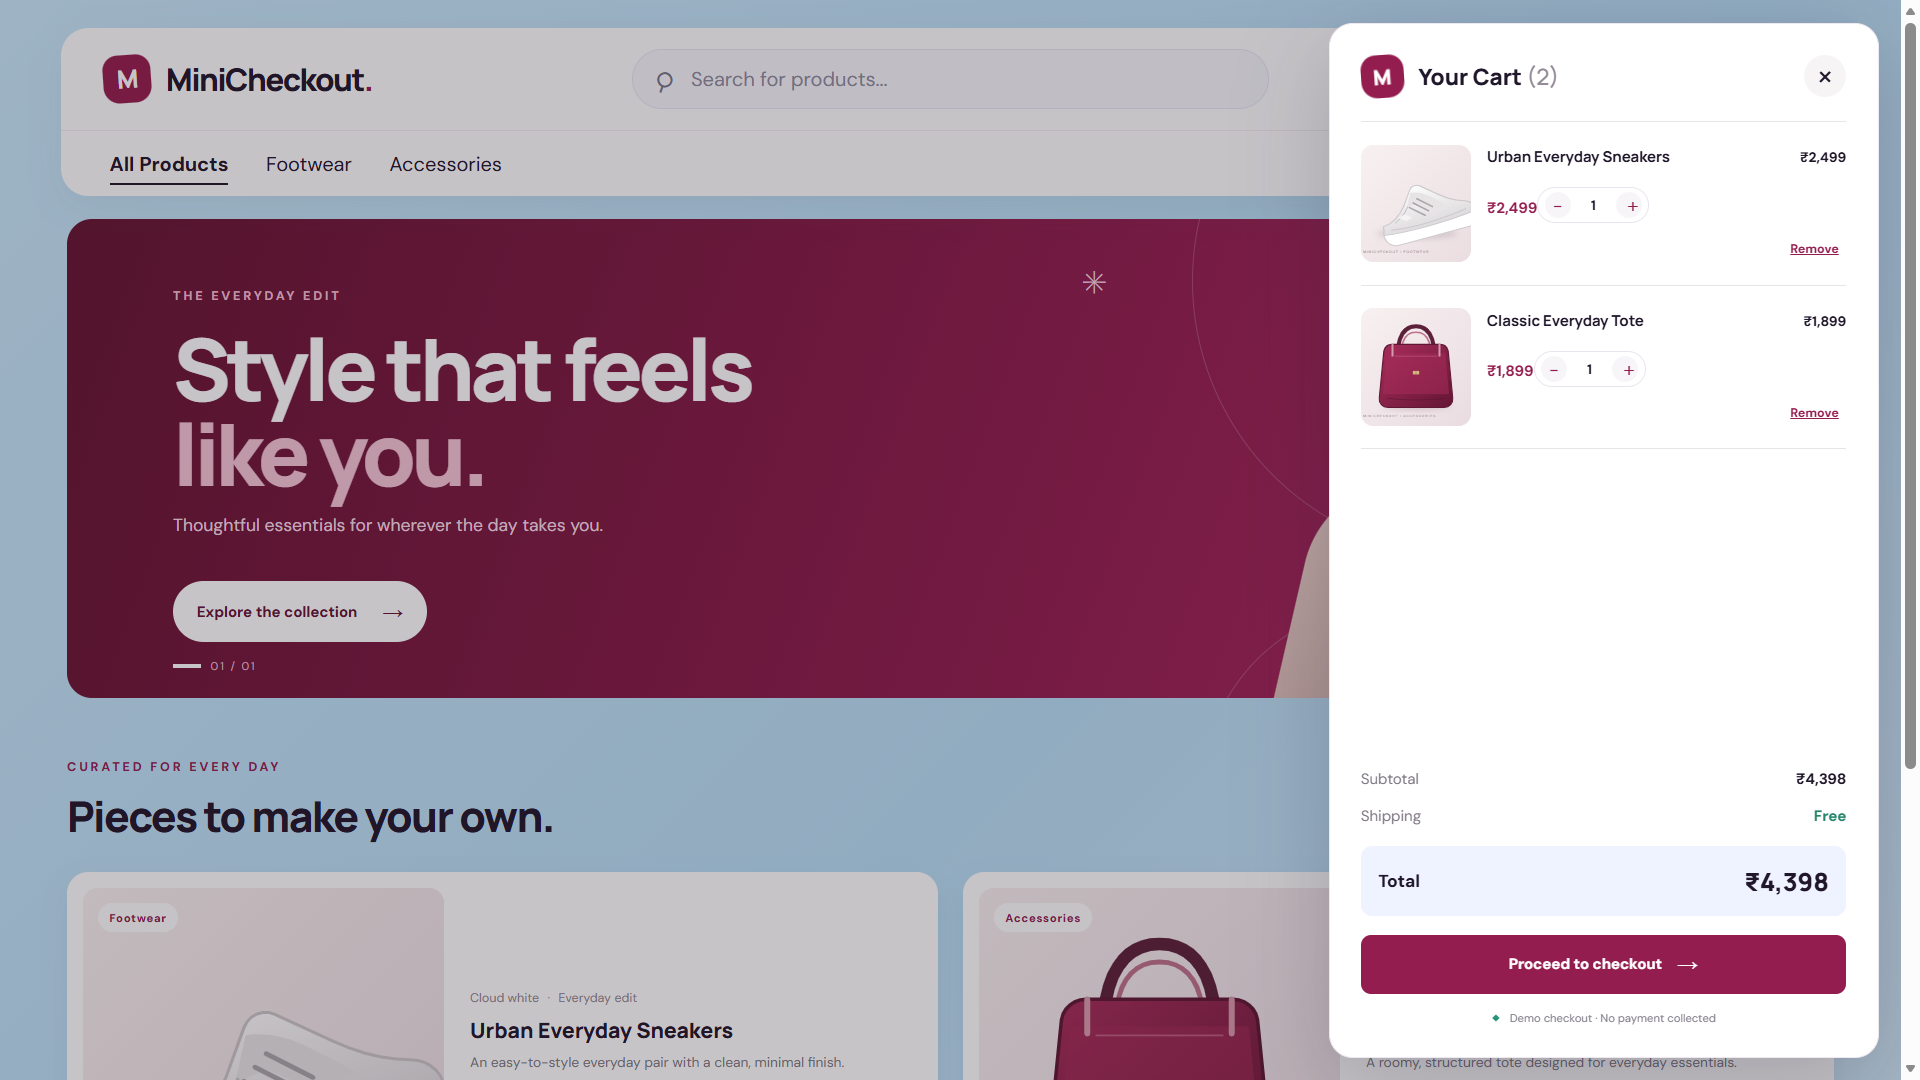 M MiniCheckout.
Search for products...
All Products Footwear Accessories
THE EVERYDAY EDIT
Style that feels
like you.
Thoughtful essentials for wherever the day takes you.
Explore the collection →
01 / 01
CURATED FOR EVERY DAY
Pieces to make your own.
Footwear
Cloud white · Everyday edit
Urban Everyday Sneakers
An easy-to-style everyday pair with a clean, minimal finish.
Accessories
A roomy, structured tote designed for everyday essentials.
M Your Cart (2) ×
Urban Everyday Sneakers ₹2,499
₹2,499 − 1 +
Remove
MINICHECKOUT / FOOTWEAR
Classic Everyday Tote ₹1,899
₹1,899 − 1 +
Remove
MINICHECKOUT / ACCESSORIES
Subtotal ₹4,398
Shipping Free
Total ₹4,398
Proceed to checkout →
Demo checkout · No payment collected